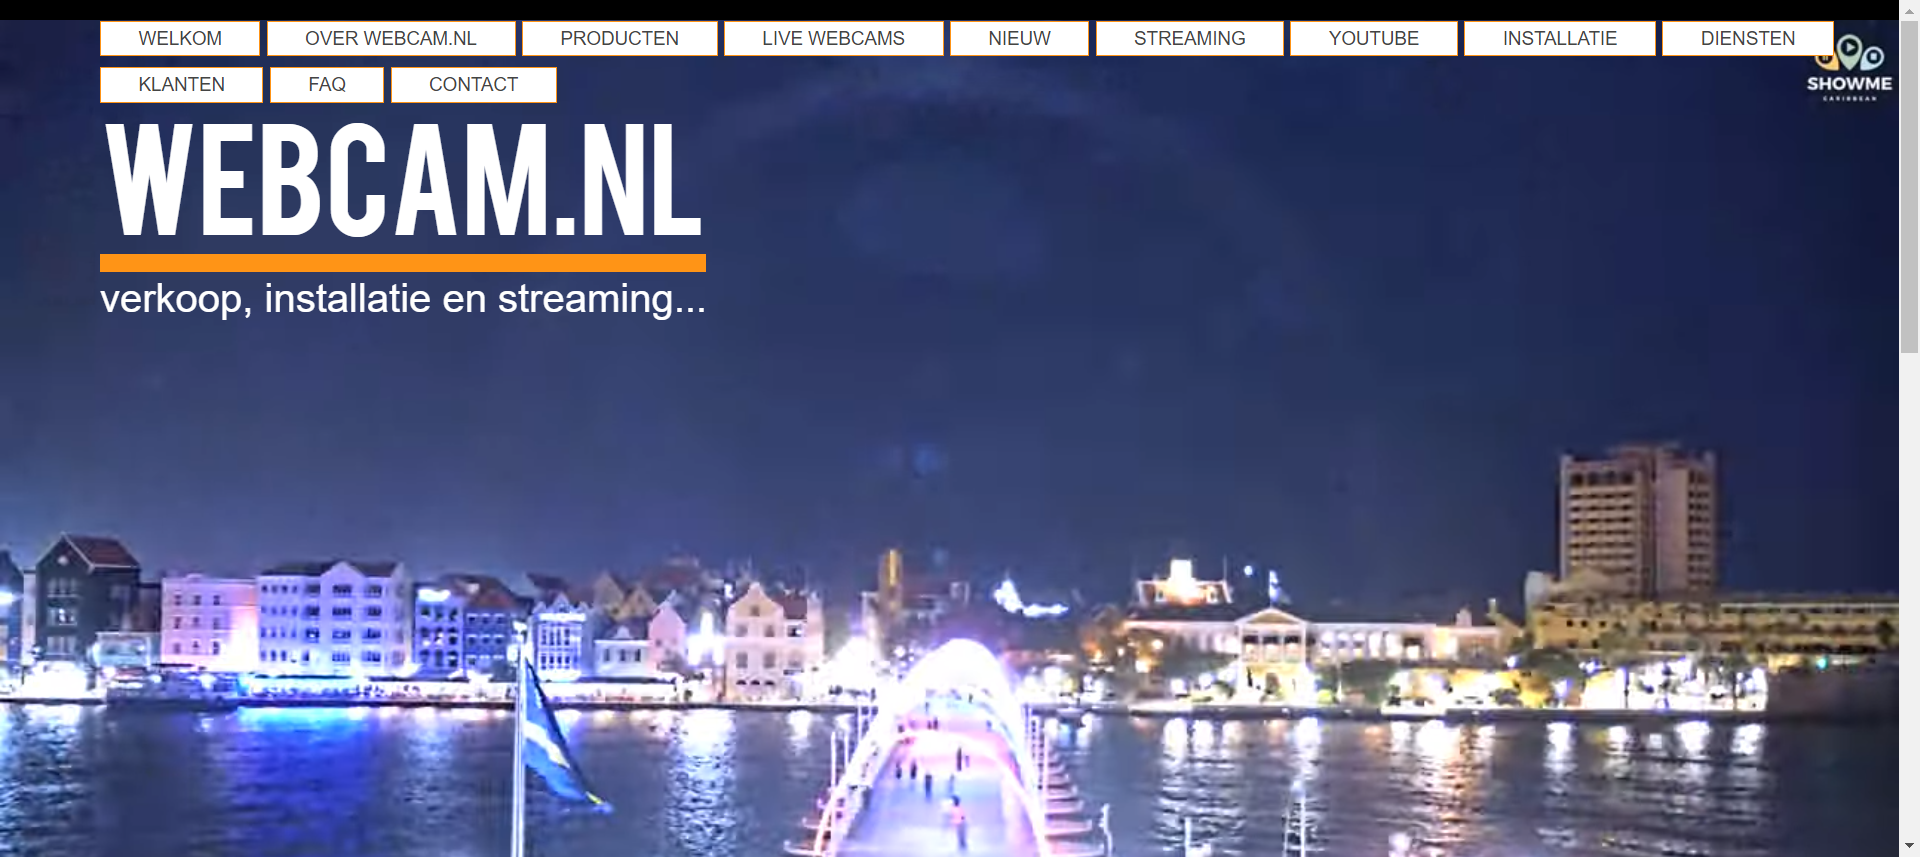 WELKOM OVER WEBCAM.NL PRODUCTEN LIVE WEBCAMS NIEUW STREAMING YOUTUBE INSTALLATIE DIENSTEN
KLANTEN FAQ CONTACT
SHOWME
CARIBBEAN
WEBCAM.NL
verkoop, installatie en streaming...